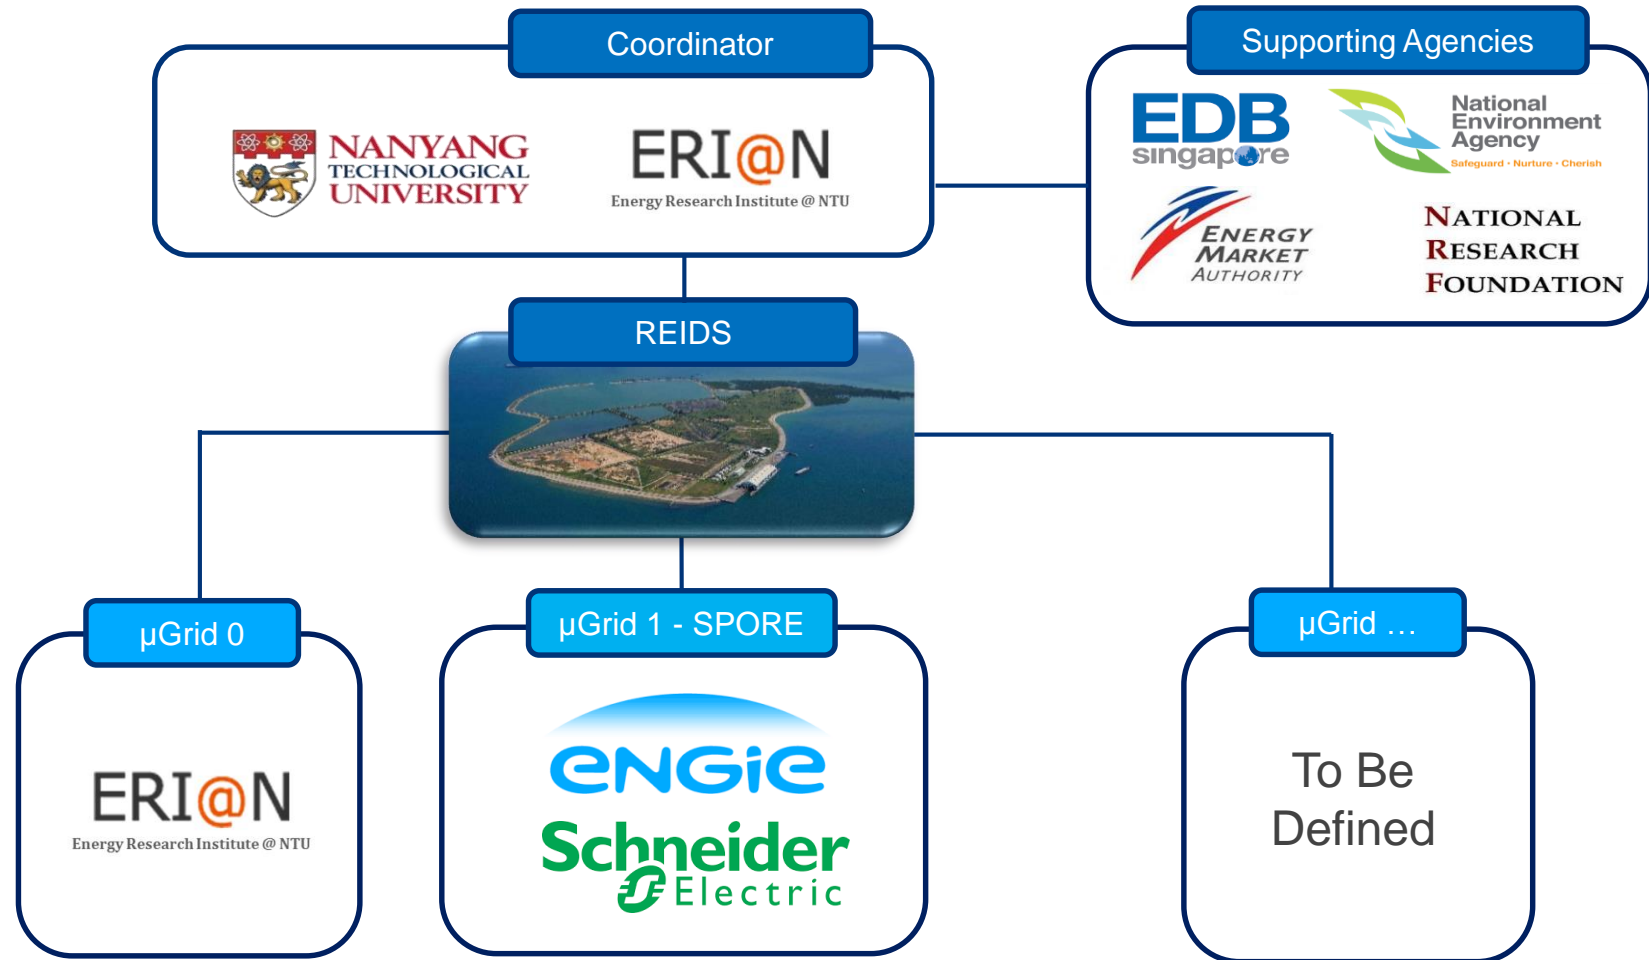 Coordinator
Supporting Agencies
NANYANG
TECHNOLOGICAL
UNIVERSITY
ERI@N
Energy Research Institute @ NTU
EDB
singapore
National
Environment
Agency
Safeguard · Nurture · Cherish
ENERGY
MARKET
AUTHORITY
NATIONAL
RESEARCH
FOUNDATION
REIDS
µGrid 0
µGrid 1 - SPORE
µGrid …
ERI@N
Energy Research Institute @ NTU
ENGIE
Schneider
Electric
To Be
Defined